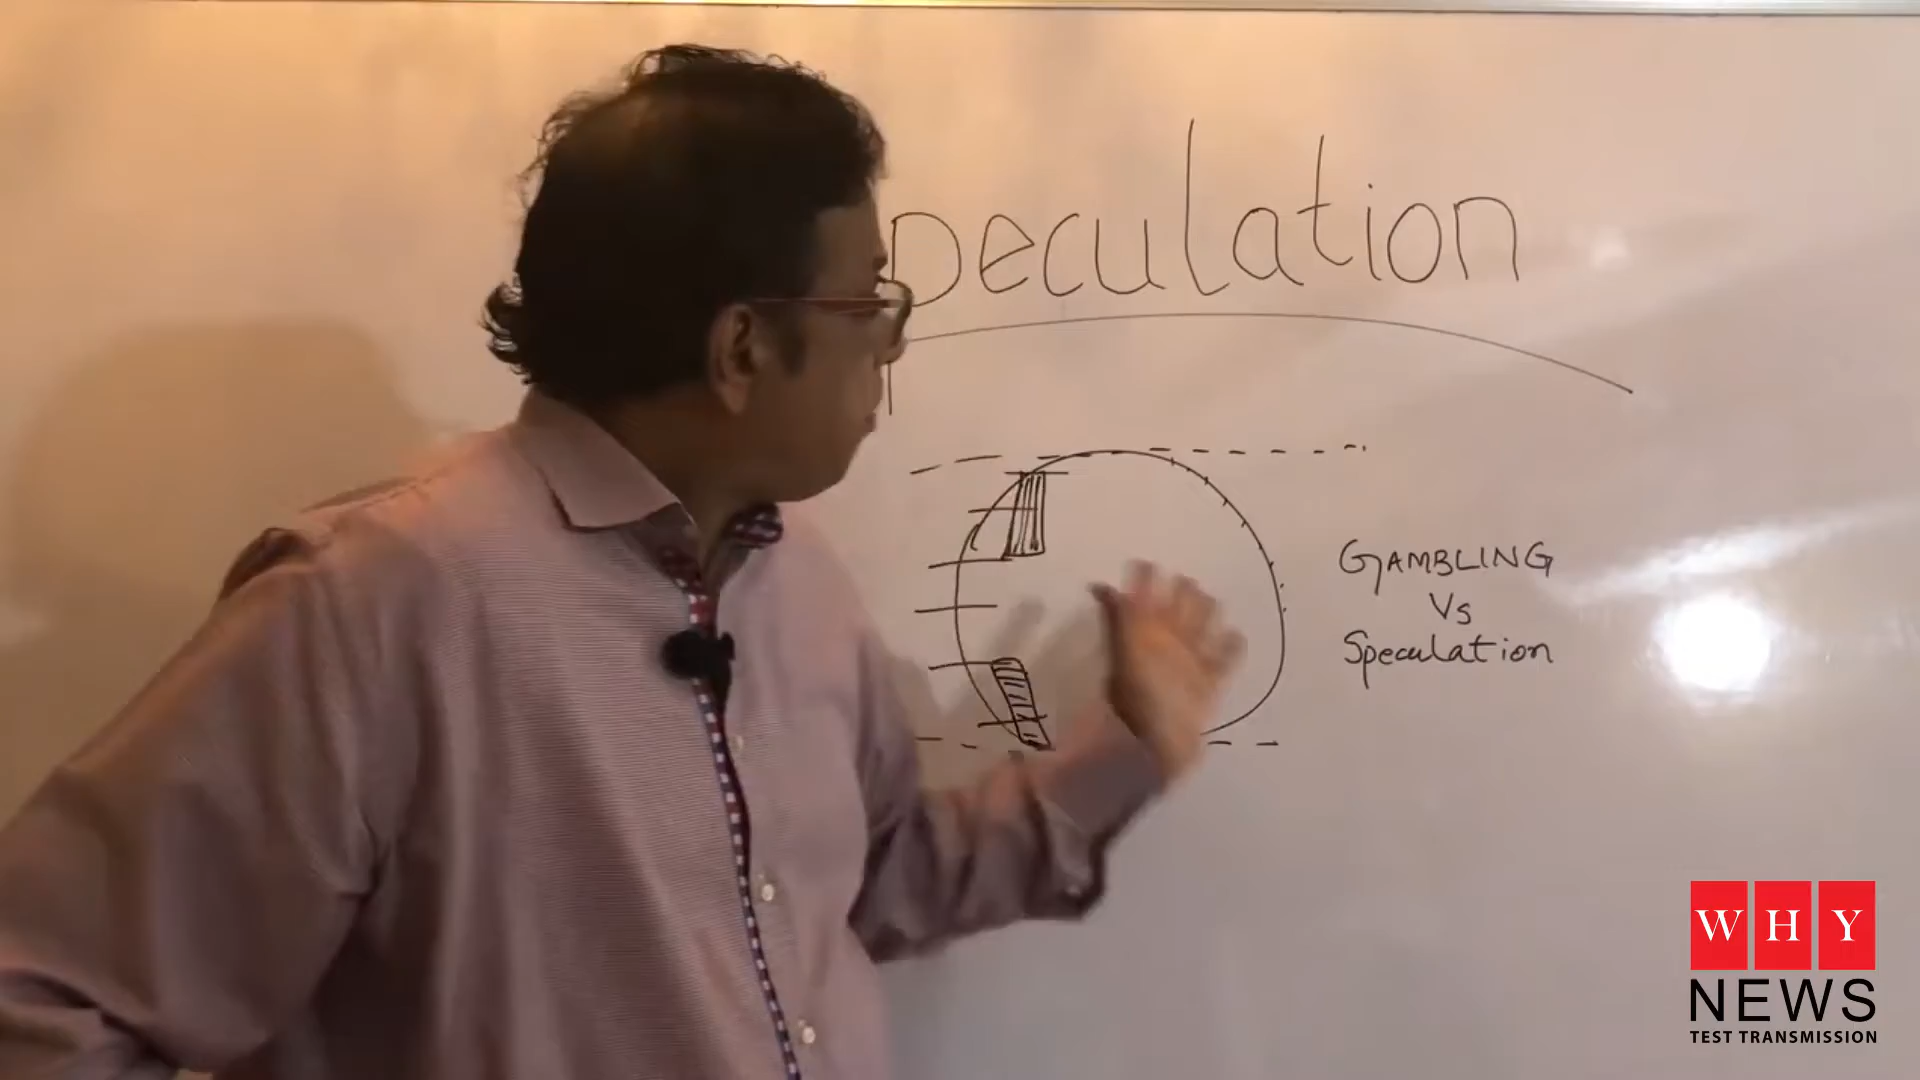 peculation
GAMBLING
Vs
Speculation
WHY
NEWS
TEST TRANSMISSION